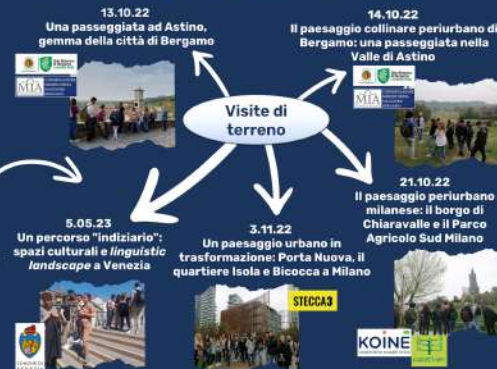 13.10.22
Una passeggiata ad Astino,
gemma della città di Bergamo
MIA
14.10.22
Il paesaggio collinare periurbano di
Bergamo: una passeggiata nella
Valle di Astino
MIA
Visite di
terreno
5.05.23
Un percorso "indiziario":
spazi culturali e linguistic
landscape a Venezia
3.11.22
Un paesaggio urbano in
trasformazione: Porta Nuova, il
quartiere Isola e Bicocca a Milano
STECCA3
21.10.22
Il paesaggio periurbano
milanese: il borgo di
Chiaravalle e il Parco
Agricolo Sud Milano
KOINE